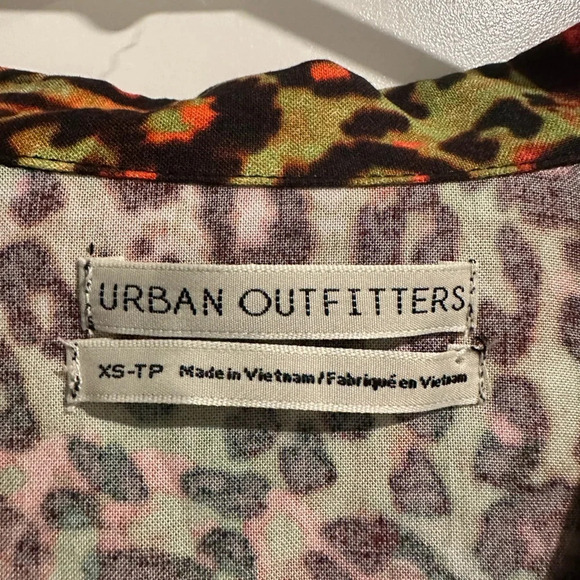 URBAN OUTFITTERS
XS-TP Made in Vietnam / Fabriqué en Vietnam